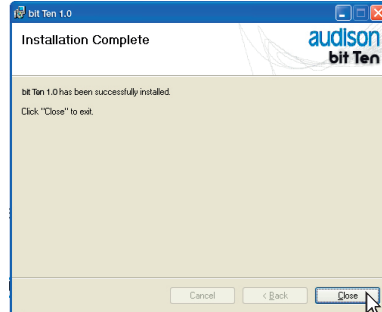 bit Ten 1.0
Installation Complete
audison
bit Ten
bit Ten 1.0 has been successfully installed.
Click "Close" to exit.
Cancel
< Back
Close